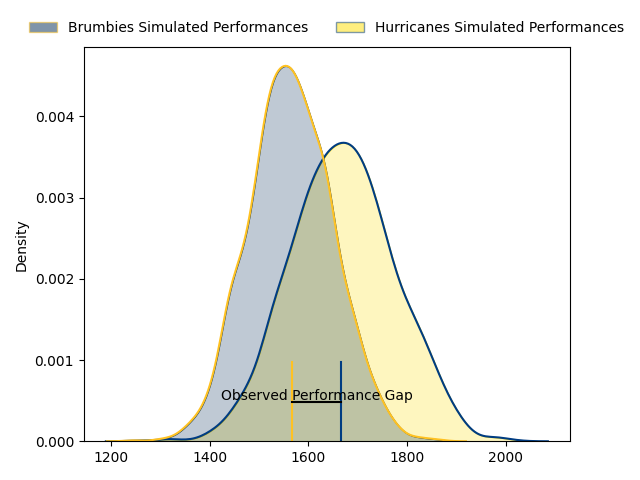 Brumbies Simulated Performances
Hurricanes Simulated Performances
Density
0.004
0.003
0.002
0.001
0.000
Observed Performance Gap
1200
1400
1600
1800
2000